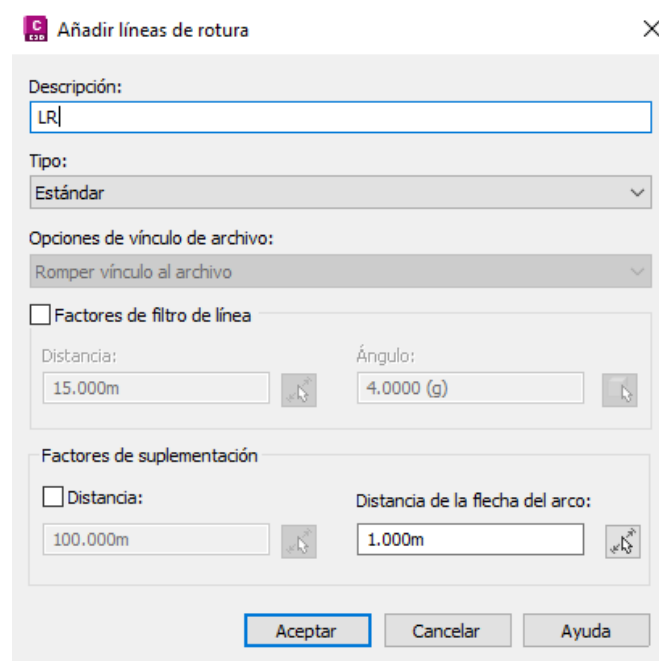 C
C3D
Añadir líneas de rotura
Descripción:
LR
Tipo:
Estándar
Opciones de vínculo de archivo:
Romper vínculo al archivo
Factores de filtro de línea
Distancia: Ángulo:
15.000m 4.0000 (g)
Factores de suplementación
Distancia: Distancia de la flecha del arco:
100.000m 1.000m
Aceptar Cancelar Ayuda